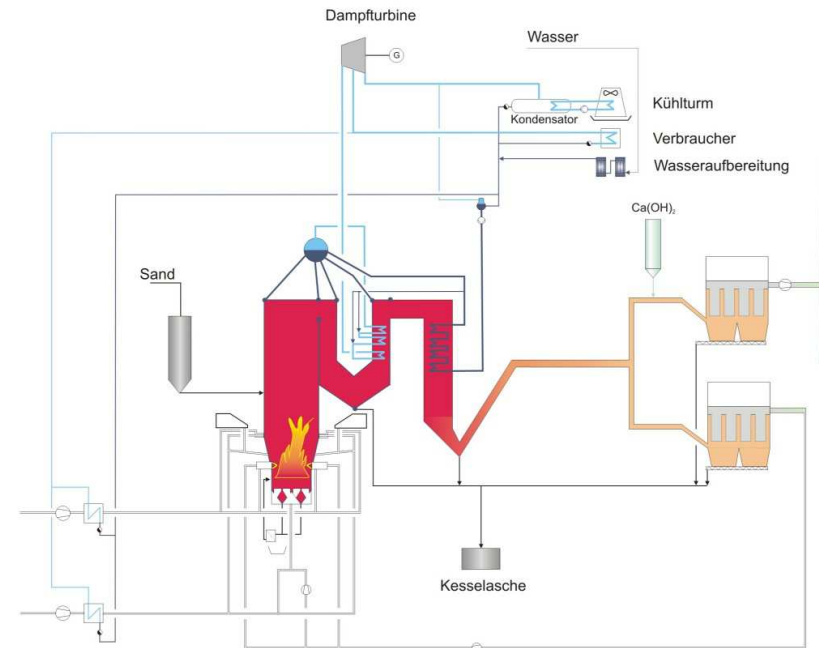 Dampfturbine
G
Wasser
Kühlturm
Kondensator
Verbraucher
Wasseraufbereitung
Ca(OH)₂
Sand
Kesselasche